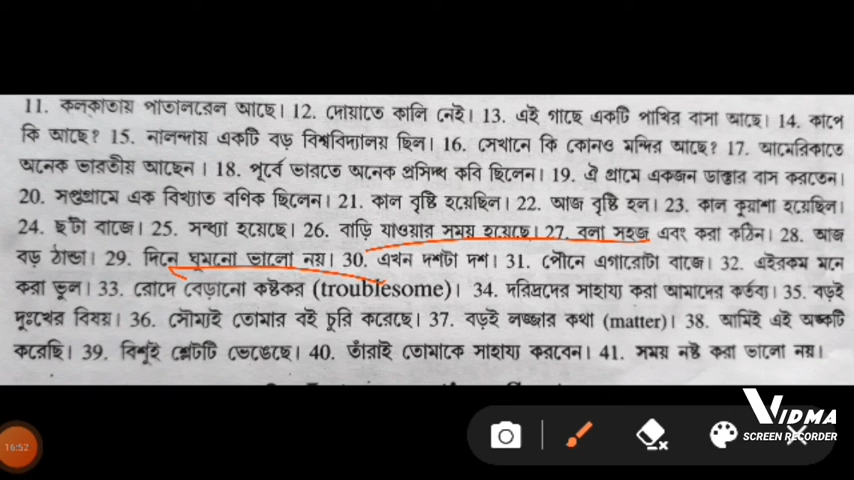 11. কলকাতায় পাতালরেল আছে। 12. দোয়াতে কালি নেই। 13. এই গাছে একটি পাখির বাসা আছে। 14. কাপে
কি আছে? 15. নালন্দায় একটি বড় বিশ্ববিদ্যালয় ছিল। 16. সেখানে কি কোনও মন্দির আছে? 17. আমেরিকাতে
অনেক ভারতীয় আছেন। 18. পূর্বে ভারতে অনেক প্রসিদ্ধ কবি ছিলেন। 19. ঐ গ্রামে একজন ডাক্তার বাস করতেন।
20. সপ্তগ্রামে এক বিখ্যাত বণিক ছিলেন। 21. কাল বৃষ্টি হয়েছিল। 22. আজ বৃষ্টি হল। 23. কাল কুয়াশা হয়েছিল।
24. ছটা বাজে। 25. সন্ধ্যা হয়েছে। 26. বাড়ি যাওয়ার সময় হয়েছে। 27. বলা সহজ এবং করা কঠিন। 28. আজ
বড় ঠান্ডা। 29. দিনে ঘুমনো ভালো নয়। 30. এখন দশটা দশ। 31. পৌনে এগারোটা বাজে। 32. এইরকম মনে
করা ভুল। 33. রোদে বেড়ানো কষ্টকর (troublesome)। 34. দরিদ্রদের সাহায্য করা আমাদের কর্তব্য। 35. বড়ই
দুঃখের বিষয়। 36. সৌম্যই তোমার বই চুরি করেছে। 37. বড়ই লজ্জার কথা (matter)। 38. আমিই এই অঙ্কটি
করেছি। 39. বিশুই স্লেটটি ভেঙেছে। 40. তাঁরাই তোমাকে সাহায্য করবেন। 41. সময় নষ্ট করা ভালো নয়।
16:52
VIDMA
SCREEN RECORDER